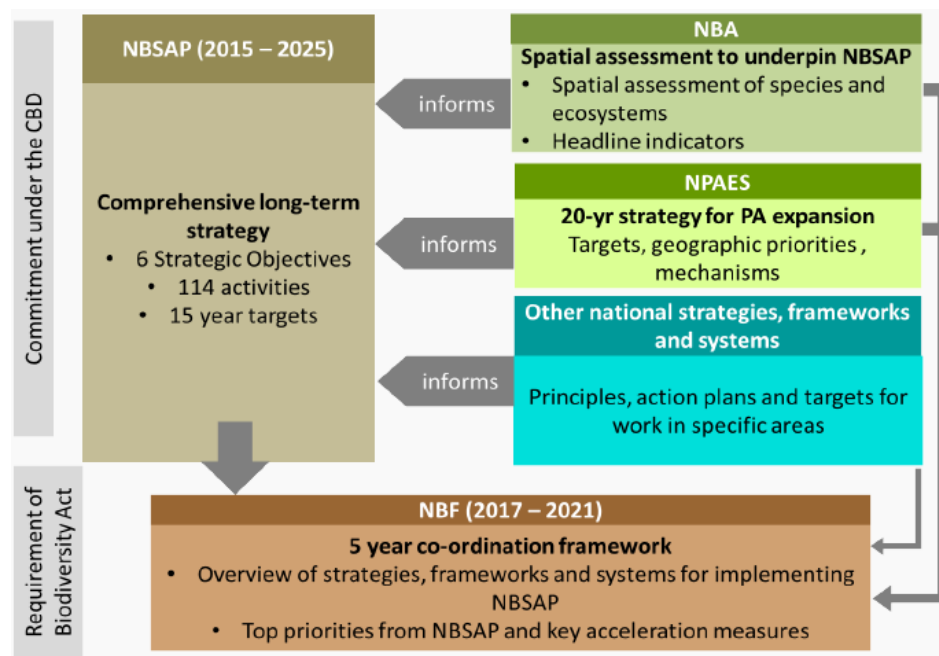 Commitment under the CBD
NBSAP (2015 – 2025)
Comprehensive long-term
strategy
• 6 Strategic Objectives
• 114 activities
• 15 year targets
informs
NBA
Spatial assessment to underpin NBSAP
• Spatial assessment of species and
ecosystems
• Headline indicators
informs
NPAES
20-yr strategy for PA expansion
Targets, geographic priorities ,
mechanisms
informs
Other national strategies, frameworks
and systems
Principles, action plans and targets for
work in specific areas
Requirement of
Biodiversity Act
NBF (2017 – 2021)
5 year co-ordination framework
• Overview of strategies, frameworks and systems for implementing
NBSAP
• Top priorities from NBSAP and key acceleration measures